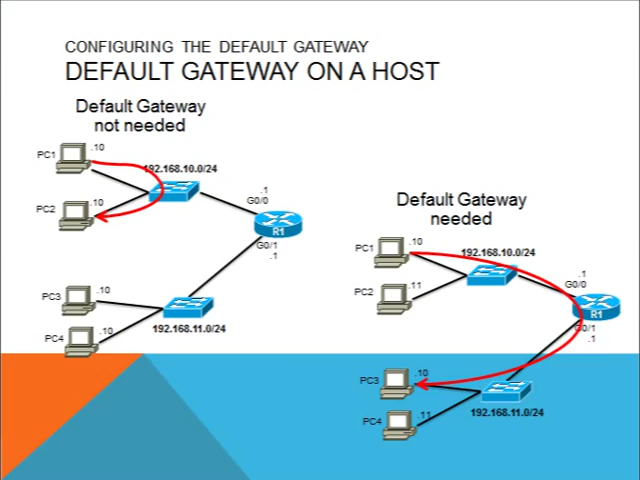 CONFIGURING THE DEFAULT GATEWAY
DEFAULT GATEWAY ON A HOST
Default Gateway
not needed
PC1
.10
192.168.10.0/24
PC2
.10
.1
G0/0
R1
G0/1
.1
PC3
.10
PC4
.10
192.168.11.0/24
Default Gateway
needed
PC1
.10
192.168.10.0/24
PC2
.11
.1
G0/0
R1
G0/1
.1
PC3
.10
PC4
.11
192.168.11.0/24